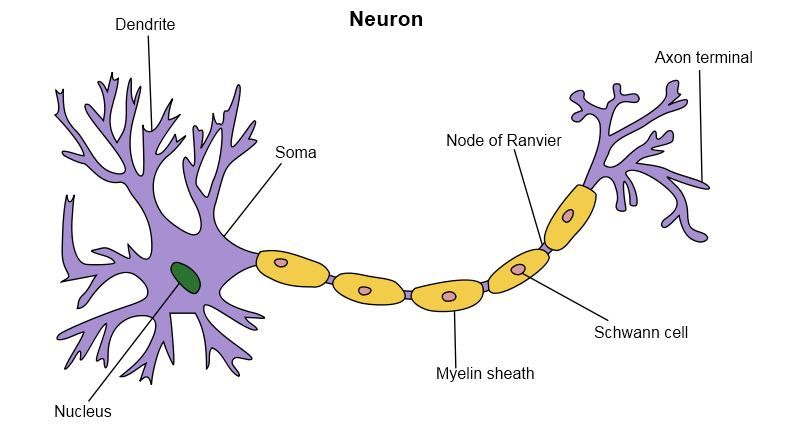 Neuron
Dendrite
Axon terminal
Node of Ranvier
Soma
Schwann cell
Myelin sheath
Nucleus